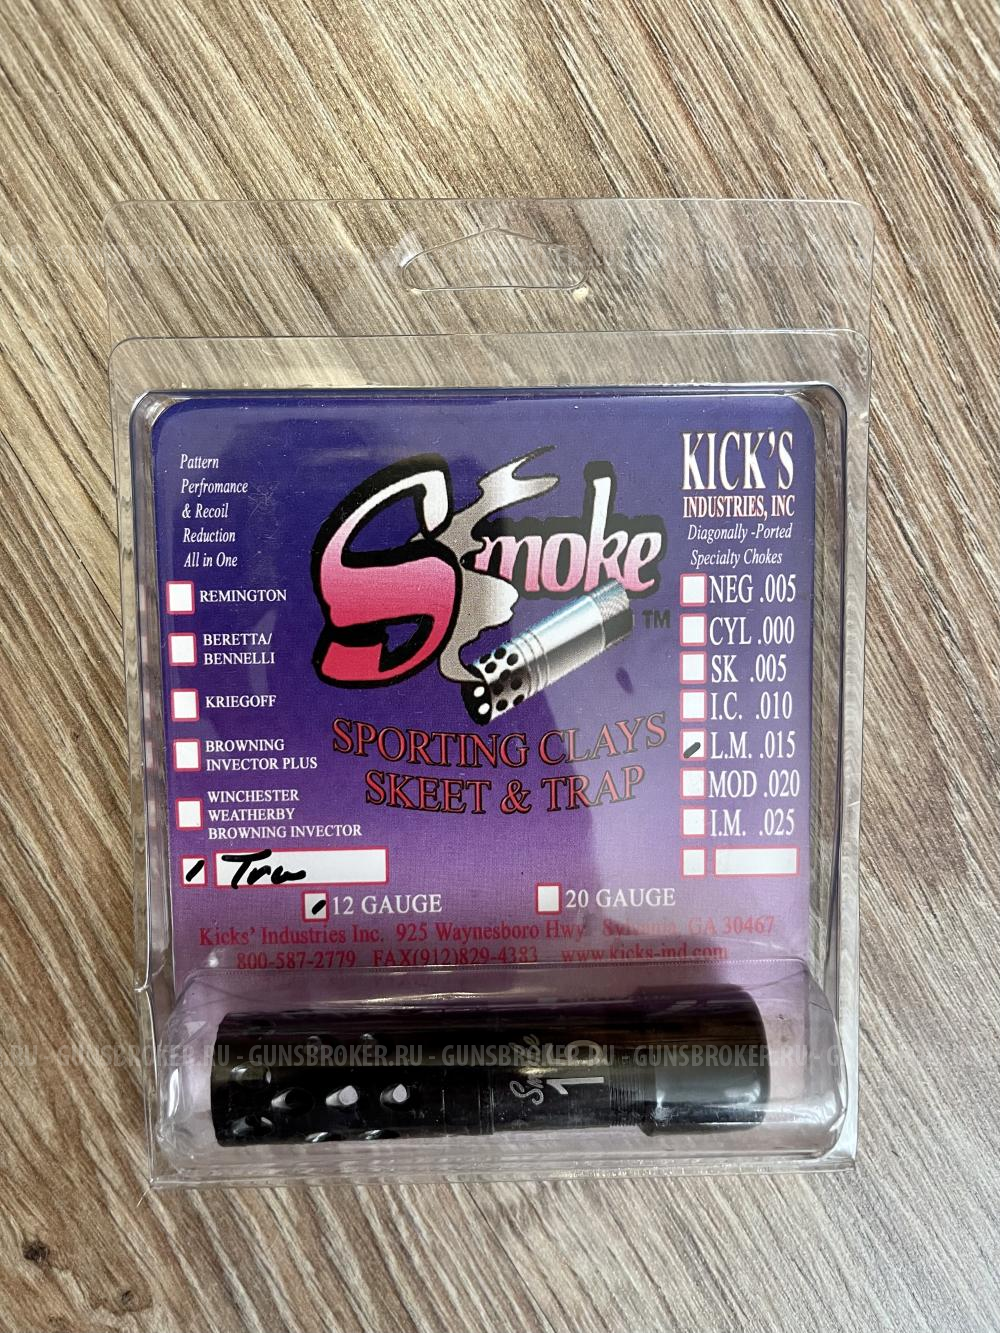 Pattern
Perfromance
& Recoil
Reduction
All in One
Smoke
TM
KICK'S
INDUSTRIES, INC
Diagonally -Ported
Specialty Chokes
REMINGTON
BERETTA/
BENNELLI
KRIEGOFF
BROWNING
INVECTOR PLUS
WINCHESTER
WEATHERBY
BROWNING INVECTOR
Tru
SPORTING CLAYS
SKEET & TRAP
NEG .005
CYL .000
SK .005
I.C. .010
L.M. .015
MOD .020
I.M. .025
12 GAUGE
20 GAUGE
Kicks' Industries Inc. 925 Waynesboro Hwy Sylvania, GA 30467
800-587-2779 FAX(912)829-4383 www.kicks-ind.com
Smoke
15
RU - GUNSBROKER.RU - GUNSBROKER.RU - GUNSBROKER.RU - G